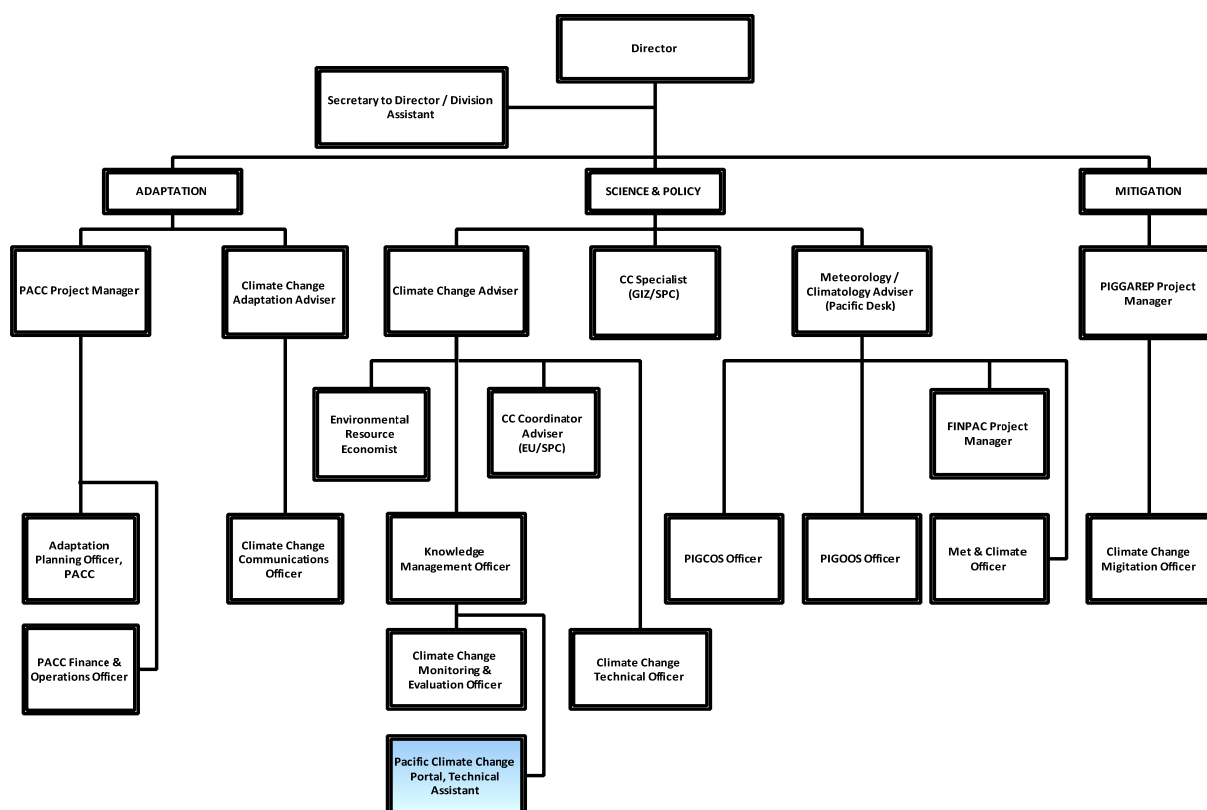 Director
Secretary to Director / Division
Assistant
ADAPTATION
SCIENCE & POLICY
MITIGATION
PACC Project Manager
Climate Change
Adaptation Adviser
Climate Change Adviser
CC Specialist
(GIZ/SPC)
Meteorology /
Climatology Adviser
(Pacific Desk)
PIGGAREP Project
Manager
Environmental
Resource
Economist
CC Coordinator
Adviser
(EU/SPC)
FINPAC Project
Manager
Adaptation
Planning Officer,
PACC
Climate Change
Communications
Officer
Knowledge
Management Officer
PIGCOS Officer
PIGOOS Officer
Met & Climate
Officer
Climate Change
Migitation Officer
PACC Finance &
Operations Officer
Climate Change
Monitoring &
Evaluation Officer
Climate Change
Technical Officer
Pacific Climate Change
Portal, Technical
Assistant